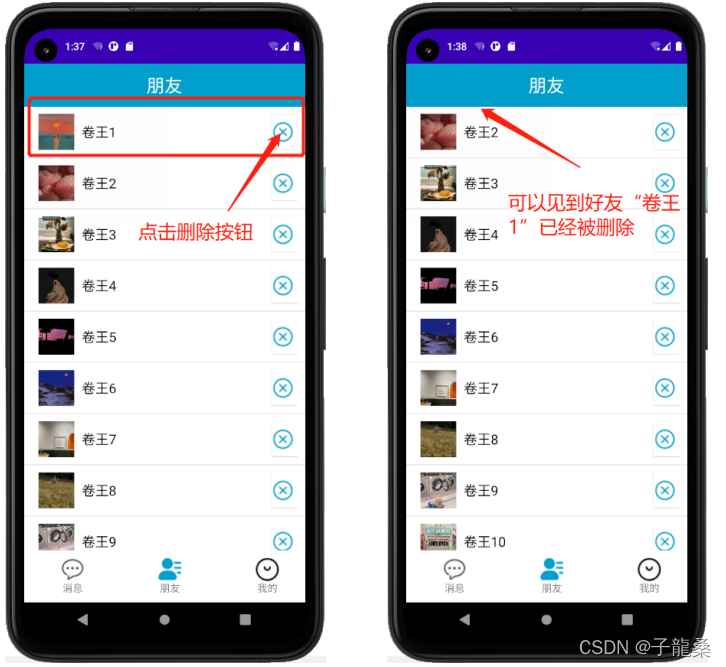 1:37
朋友
卷王1
卷王2
点击删除按钮
卷王3
卷王4
卷王5
卷王6
卷王7
卷王8
卷王9
消息
朋友
我的
1:38
朋友
卷王2
卷王3
可以见到好友“卷王
1”已经被删除
卷王4
卷王5
卷王6
卷王7
卷王8
卷王9
卷王10
消息
朋友
我的
CSDN @子龍桑